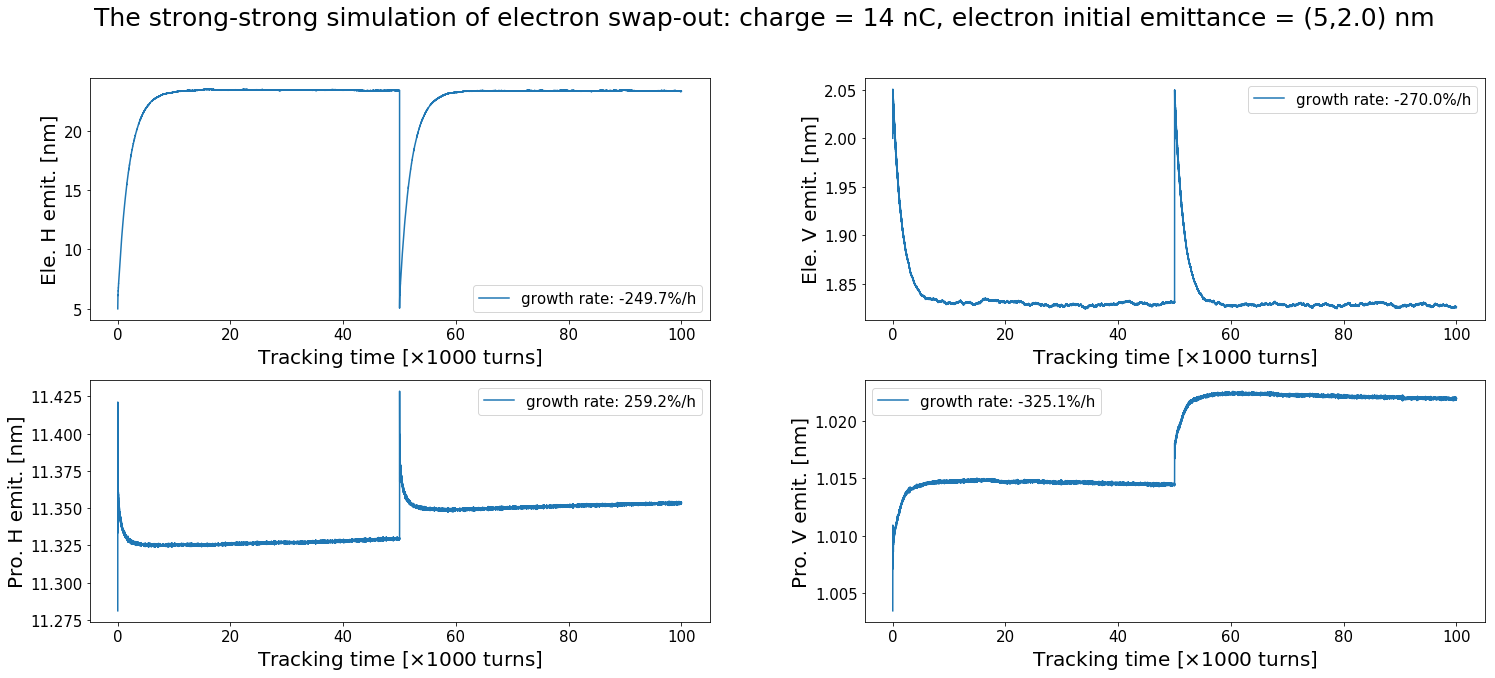 The strong-strong simulation of electron swap-out: charge = 14 nC, electron initial emittance = (5,2.0) nm
Ele. H emit. [nm]
20
15
10
5
growth rate: -249.7%/h
0 20 40 60 80 100
Tracking time [×1000 turns]
Ele. V emit. [nm]
2.05
2.00
1.95
1.90
1.85
growth rate: -270.0%/h
0 20 40 60 80 100
Tracking time [×1000 turns]
Pro. H emit. [nm]
11.425
11.400
11.375
11.350
11.325
11.300
11.275
growth rate: 259.2%/h
0 20 40 60 80 100
Tracking time [×1000 turns]
Pro. V emit. [nm]
1.020
1.015
1.010
1.005
growth rate: -325.1%/h
0 20 40 60 80 100
Tracking time [×1000 turns]